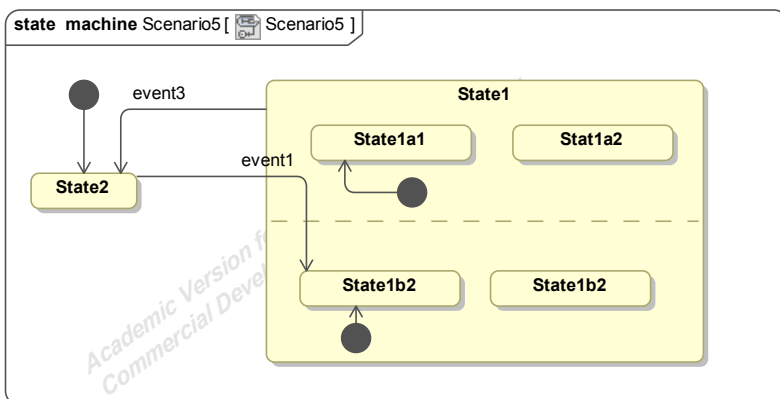 state machine Scenario5 [ Scenario5 ]
event3
State1
State1a1
Stat1a2
event1
State2
State1b2
State1b2
Academic Version f
Commercial Devel